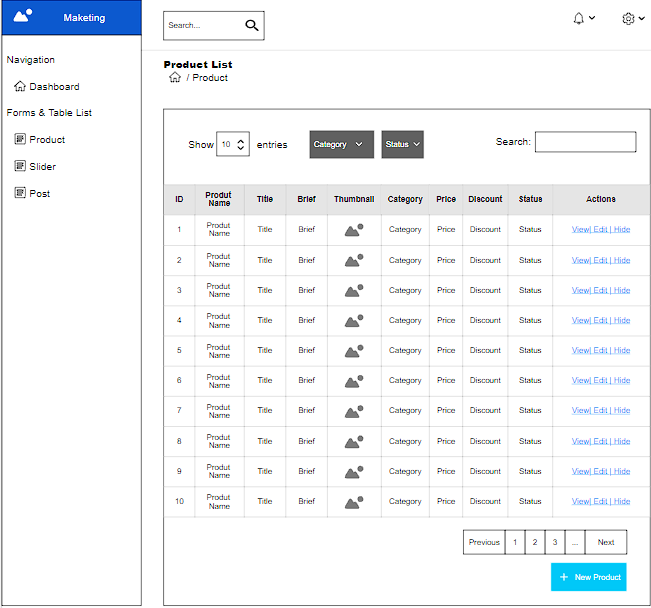 Maketing
Search...
Navigation
Dashboard
Forms & Table List
Product
Slider
Post
Product List
/ Product
Show 10 entries Category Status Search:
ID Produt Name Title Brief Thumbnail Category Price Discount Status Actions
1 Produt Name Title Brief Category Price Discount Status View| Edit | Hide
2 Produt Name Title Brief Category Price Discount Status View| Edit | Hide
3 Produt Name Title Brief Category Price Discount Status View| Edit | Hide
4 Produt Name Title Brief Category Price Discount Status View| Edit | Hide
5 Produt Name Title Brief Category Price Discount Status View| Edit | Hide
6 Produt Name Title Brief Category Price Discount Status View| Edit | Hide
7 Produt Name Title Brief Category Price Discount Status View| Edit | Hide
8 Produt Name Title Brief Category Price Discount Status View| Edit | Hide
9 Produt Name Title Brief Category Price Discount Status View| Edit | Hide
10 Produt Name Title Brief Category Price Discount Status View| Edit | Hide
Previous 1 2 3 ... Next
+ New Product